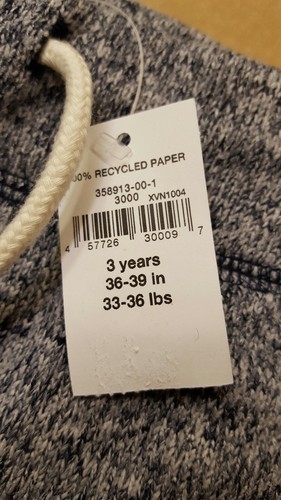 00% RECYCLED PAPER
358913-00-1
3000 XVN1004
4 57726 30009 7
3 years
36-39 in
33-36 lbs